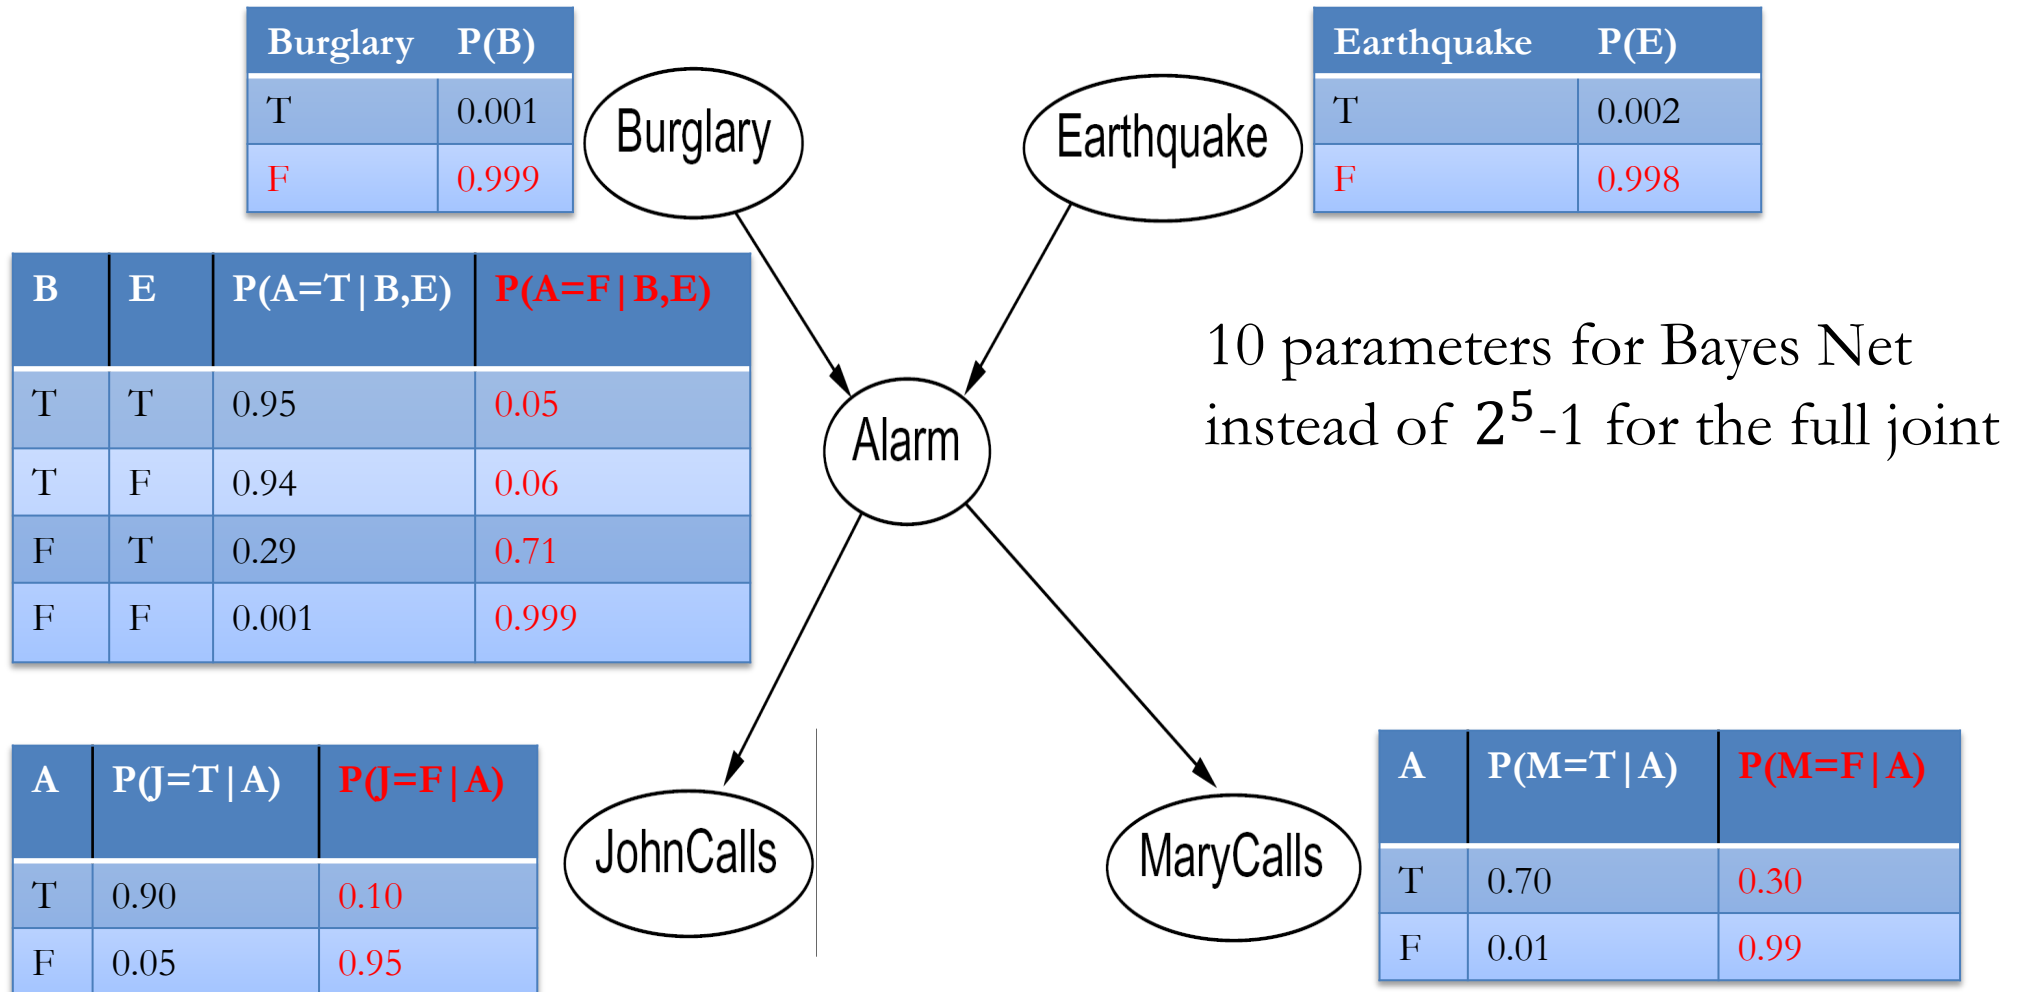 Burglary P(B)
T 0.001
F 0.999
Burglary
Earthquake
Earthquake P(E)
T 0.002
F 0.998
B E P(A=T|B,E) P(A=F|B,E)
T T 0.95 0.05
T F 0.94 0.06
F T 0.29 0.71
F F 0.001 0.999
Alarm
10 parameters for Bayes Net
instead of 2⁵-1 for the full joint
A P(J=T|A) P(J=F|A)
T 0.90 0.10
F 0.05 0.95
JohnCalls
MaryCalls
A P(M=T|A) P(M=F|A)
T 0.70 0.30
F 0.01 0.99